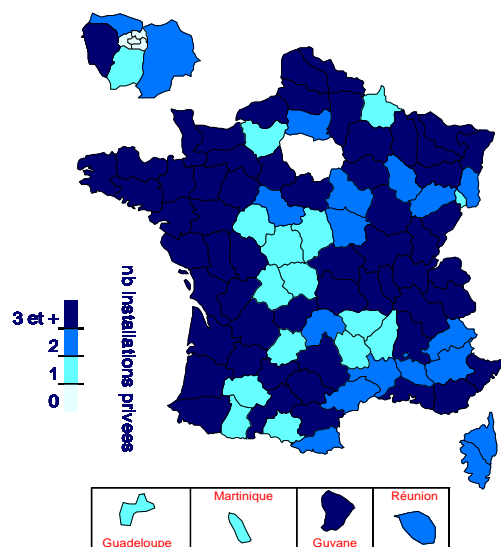 3 et +
2
1
0
nb installations privees
Martinique
Réunion
Guadeloupe
Guyane